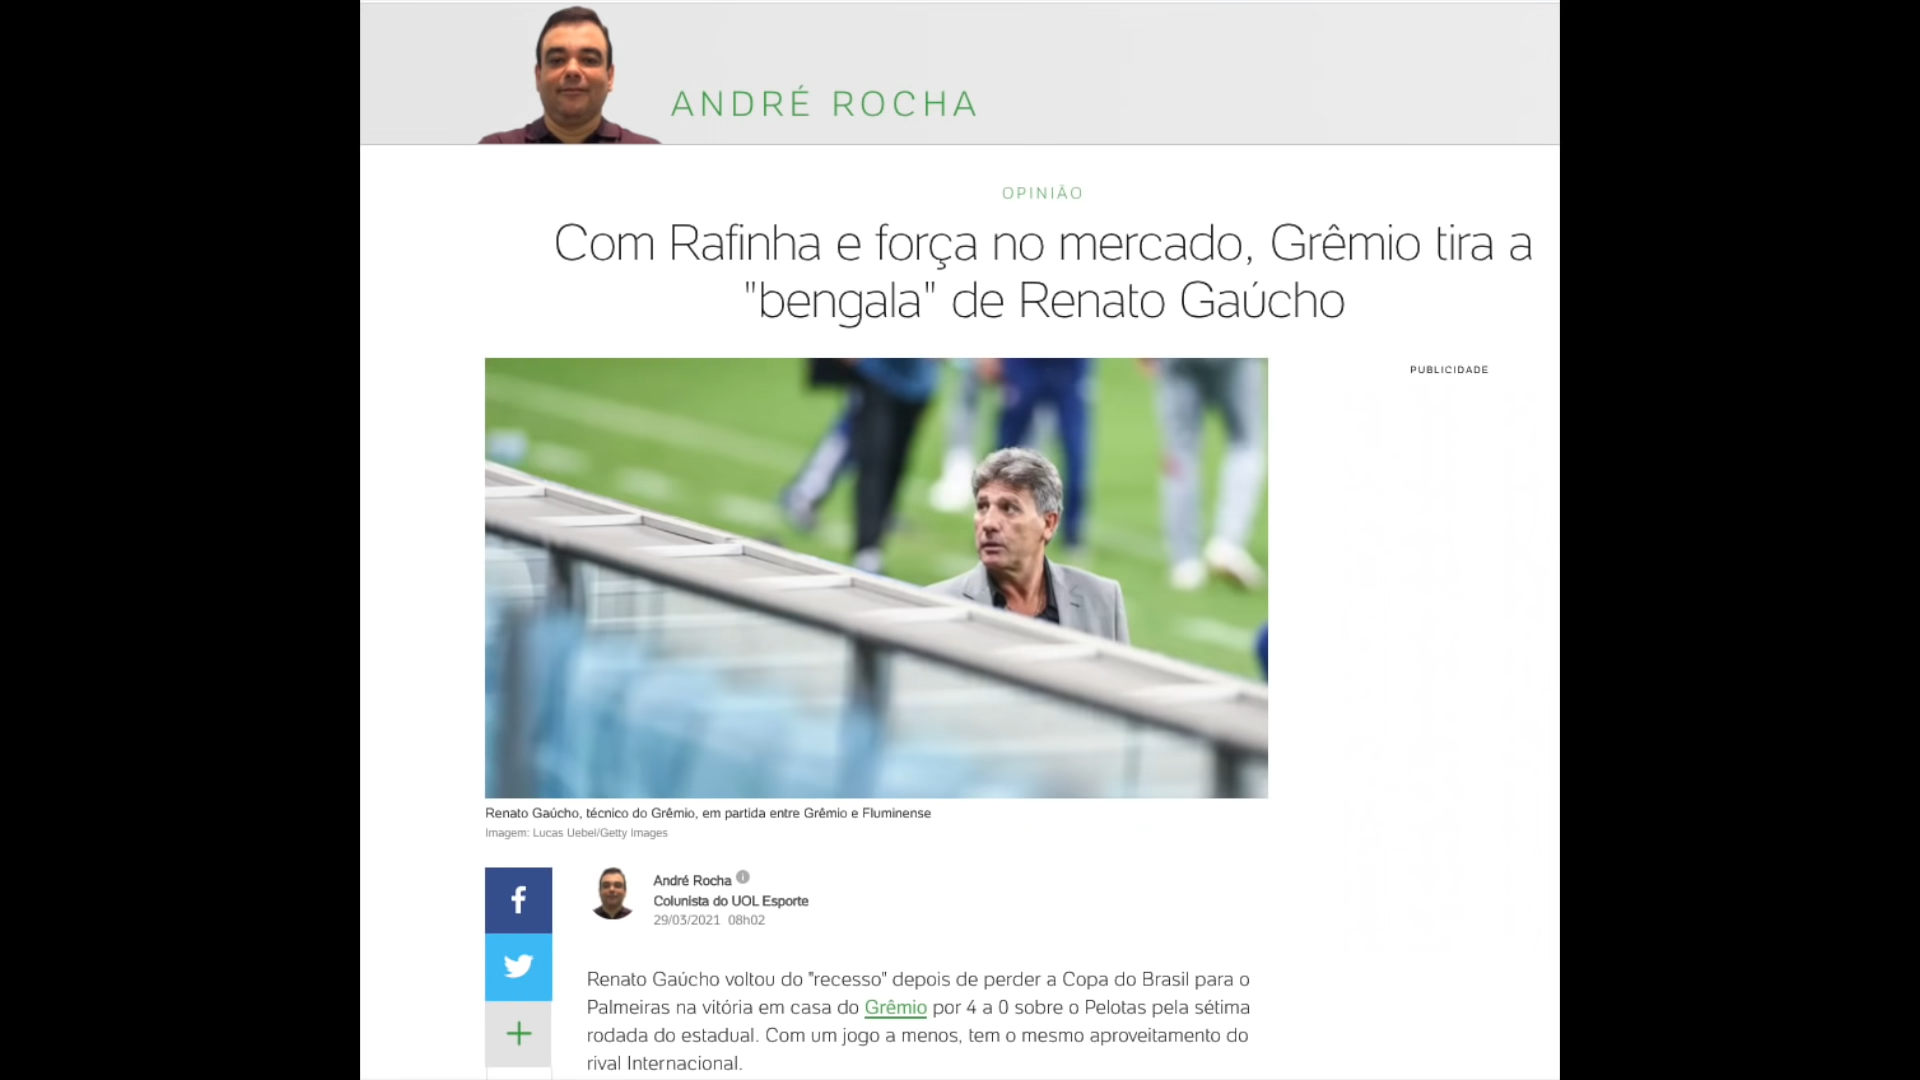 ANDRÉ ROCHA
OPINIÃO
Com Rafinha e força no mercado, Grêmio tira a
"bengala" de Renato Gaúcho
PUBLICIDADE
Renato Gaúcho, técnico do Grêmio, em partida entre Grêmio e Fluminense
Imagem: Lucas Uebel/Getty Images
André Rocha
Colunista do UOL Esporte
29/03/2021 08h02
Renato Gaúcho voltou do "recesso" depois de perder a Copa do Brasil para o
Palmeiras na vitória em casa do Grêmio por 4 a 0 sobre o Pelotas pela sétima
rodada do estadual. Com um jogo a menos, tem o mesmo aproveitamento do
rival Internacional.